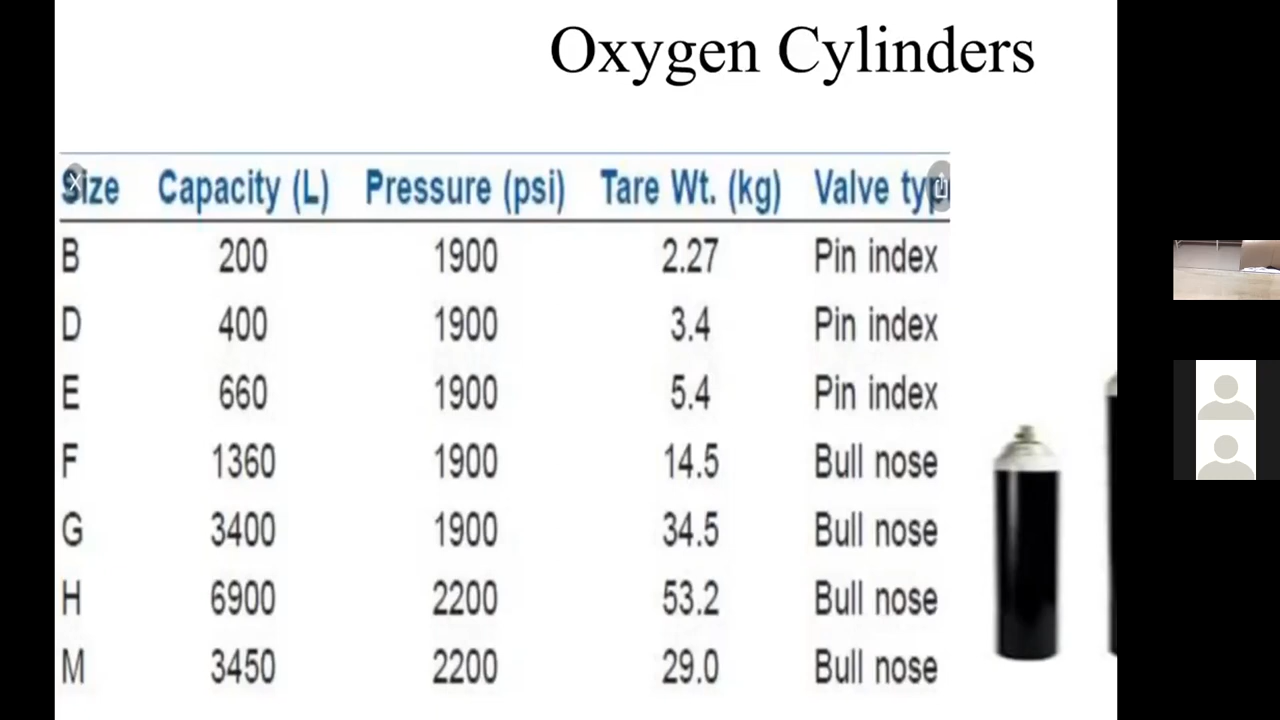 Oxygen Cylinders
Size Capacity (L) Pressure (psi) Tare Wt. (kg) Valve typ
B 200 1900 2.27 Pin index
D 400 1900 3.4 Pin index
E 660 1900 5.4 Pin index
F 1360 1900 14.5 Bull nose
G 3400 1900 34.5 Bull nose
H 6900 2200 53.2 Bull nose
M 3450 2200 29.0 Bull nose